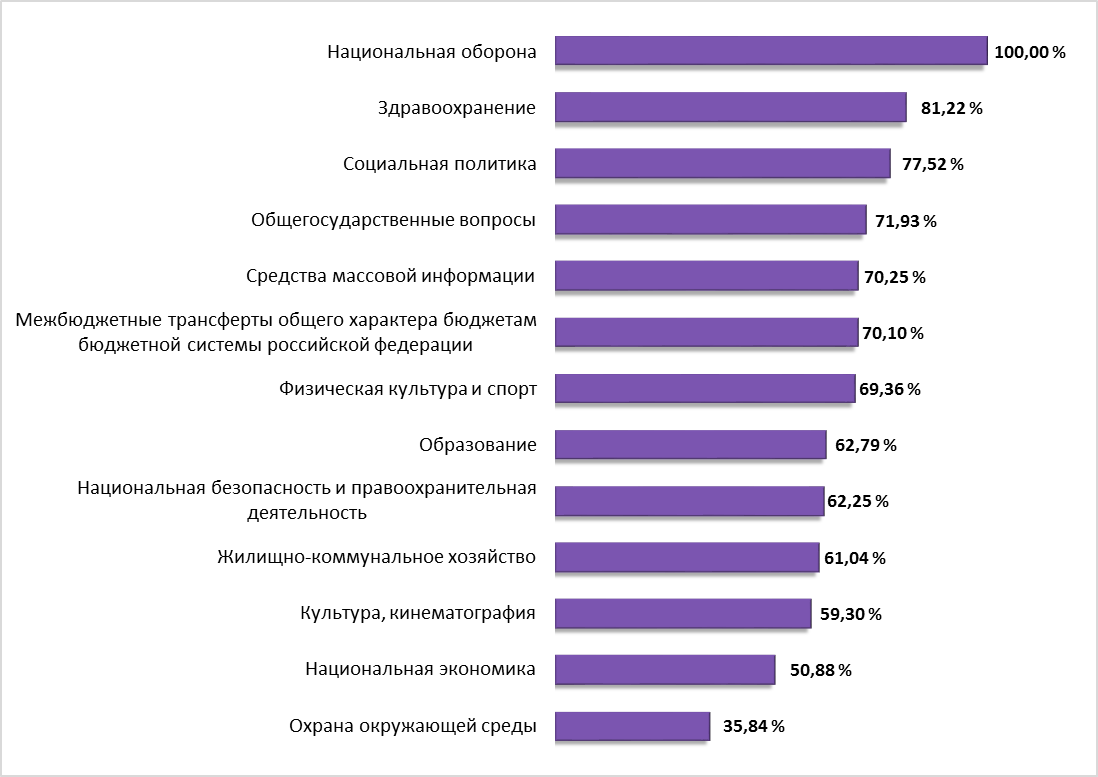 Национальная оборона 100,00 %
Здравоохранение 81,22 %
Социальная политика 77,52 %
Общегосударственные вопросы 71,93 %
Средства массовой информации 70,25 %
Межбюджетные трансферты общего характера бюджетам
бюджетной системы российской федерации 70,10 %
Физическая культура и спорт 69,36 %
Образование 62,79 %
Национальная безопасность и правоохранительная
деятельность 62,25 %
Жилищно-коммунальное хозяйство 61,04 %
Культура, кинематография 59,30 %
Национальная экономика 50,88 %
Охрана окружающей среды 35,84 %